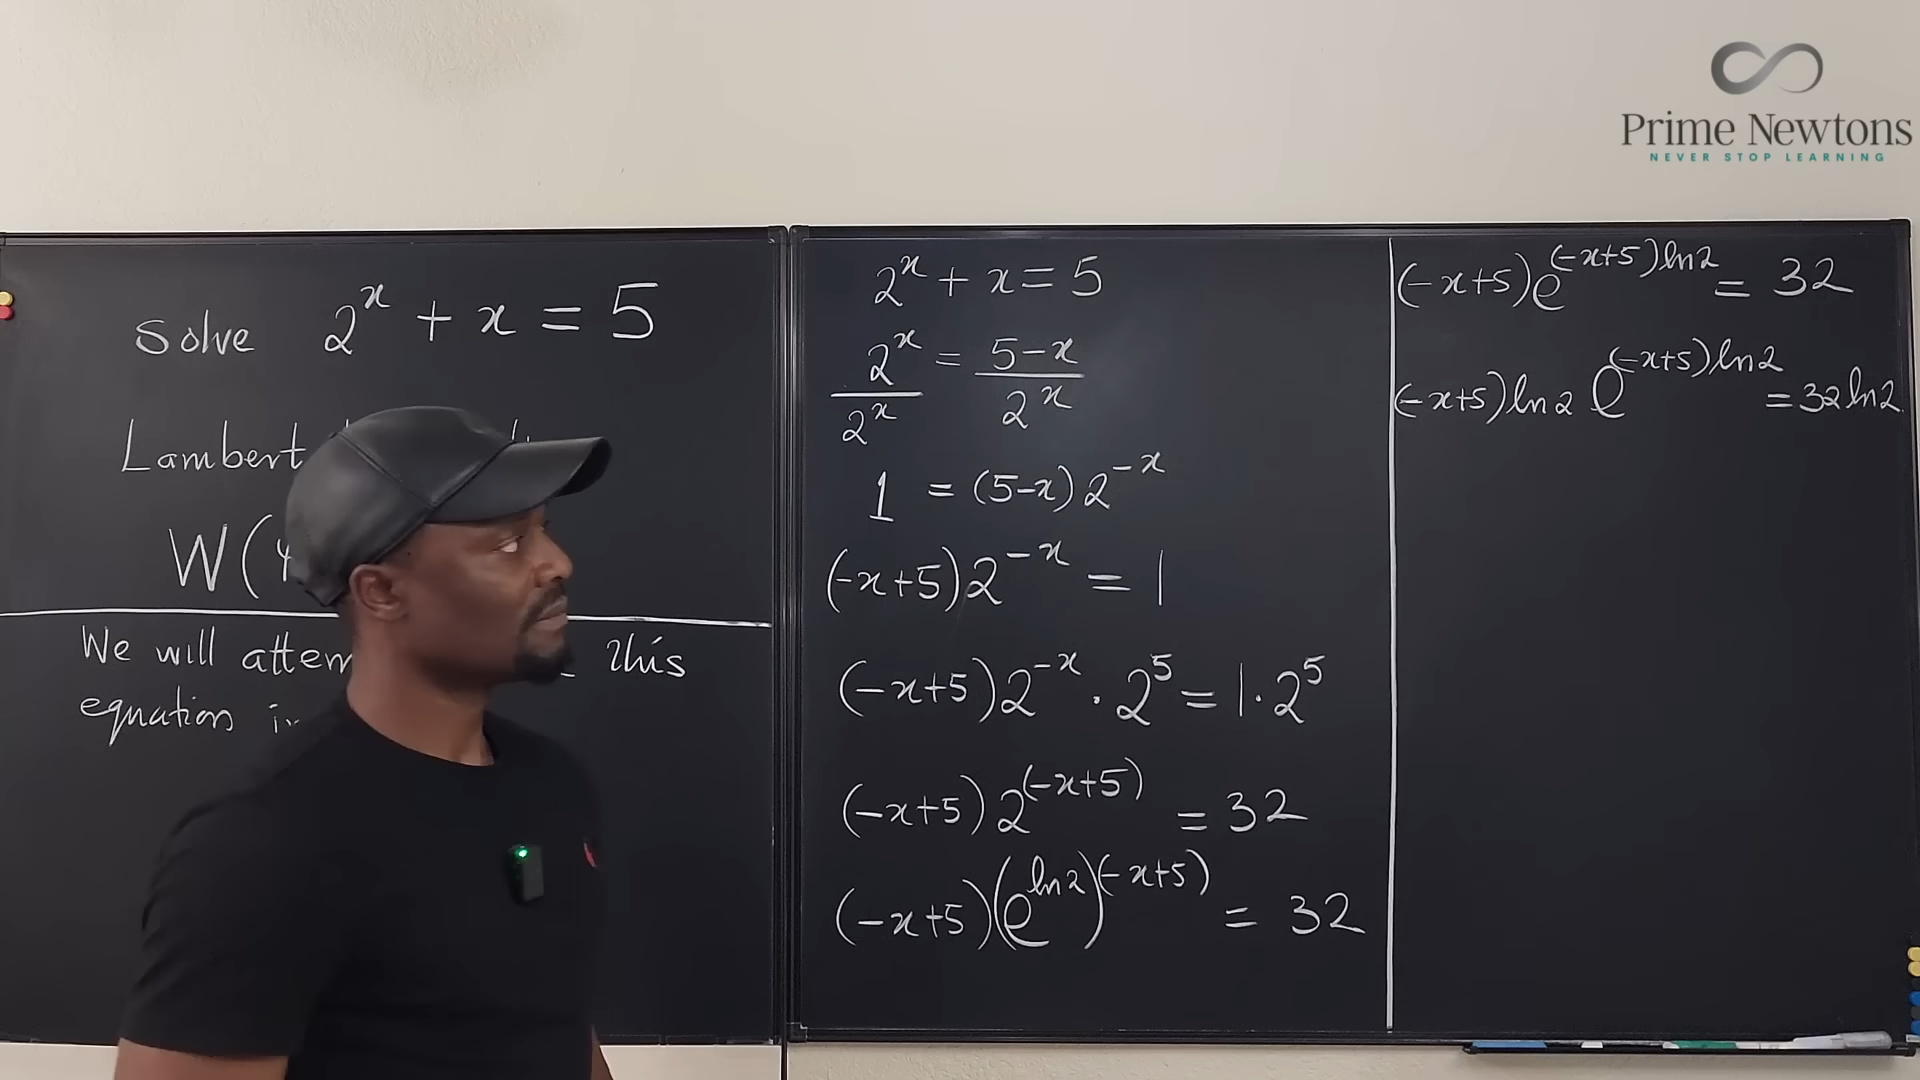 Prime Newtons
NEVER STOP LEARNING
Solve 2^x + x = 5
Lambert
W(
We will this
equation
2^x + x = 5
2^x/2^x = (5-x)/2^x
1 = (5-x) 2^-x
(-x+5) 2^-x = 1
(-x+5) 2^-x · 2^5 = 1 · 2^5
(-x+5) 2^(-x+5) = 32
(-x+5)(e^ln2)^(-x+5) = 32
(-x+5) e^(-x+5)ln2 = 32
(-x+5) ln2 e^(-x+5)ln2 = 32 ln2